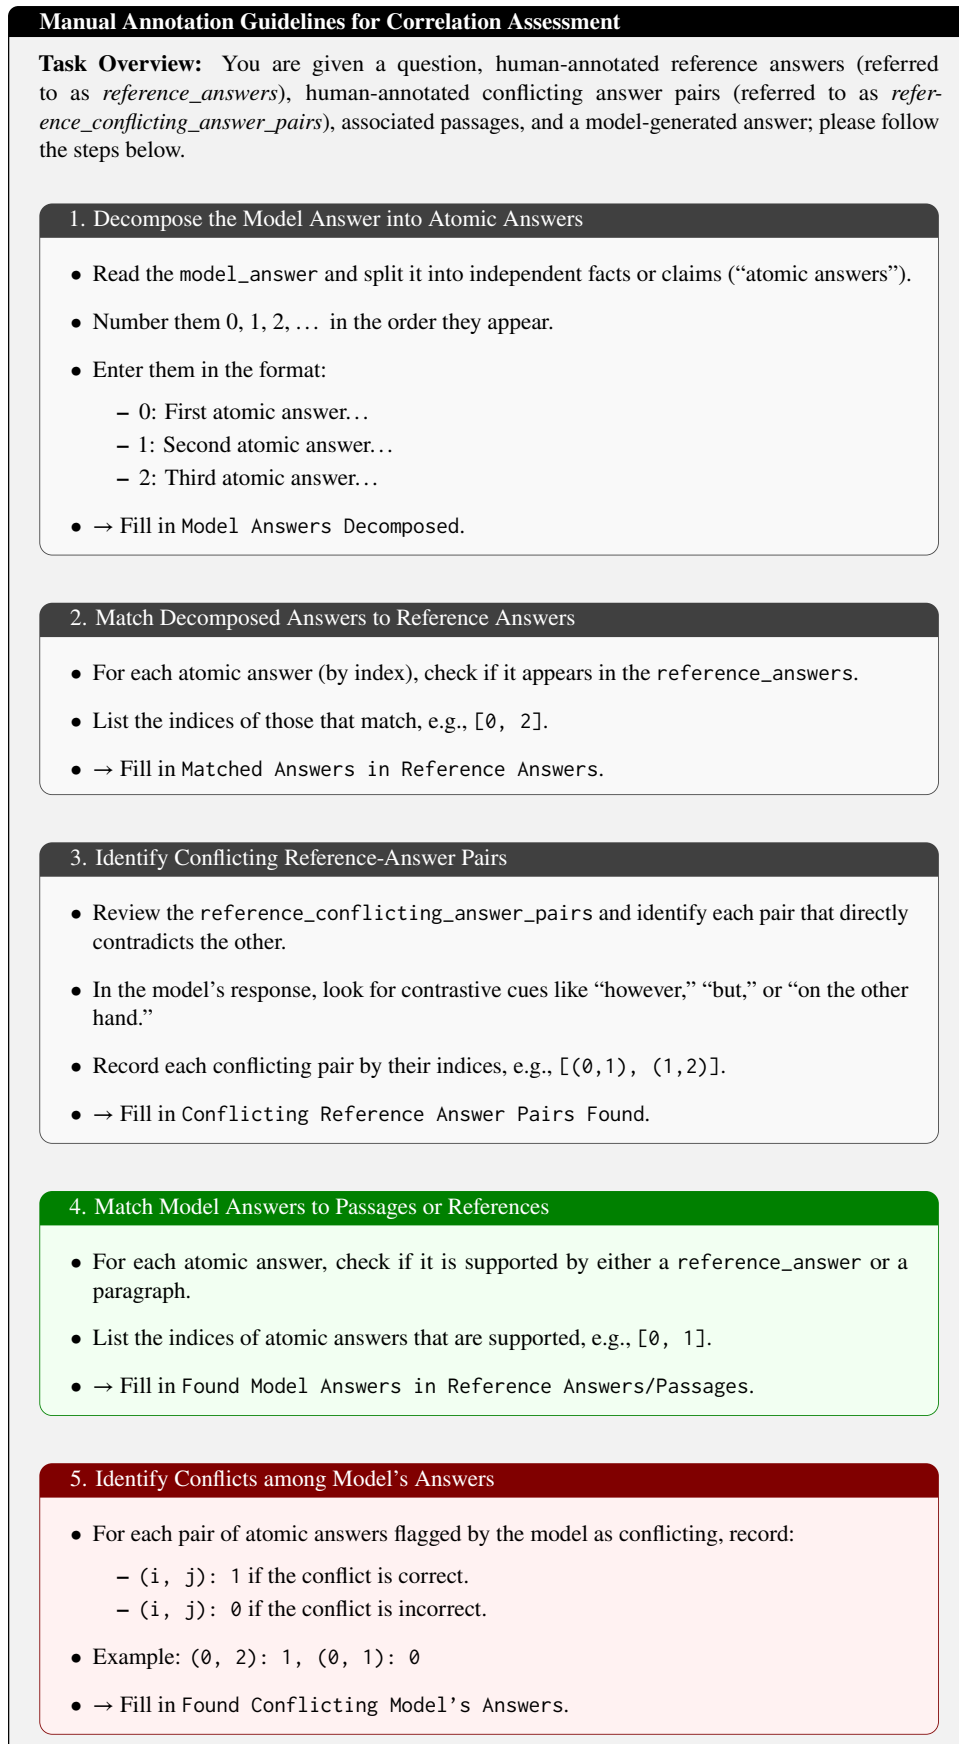 Manual Annotation Guidelines for Correlation Assessment
Task Overview: You are given a question, human-annotated reference answers (referred
to as reference_answers), human-annotated conflicting answer pairs (referred to as refer-
ence_conflicting_answer_pairs), associated passages, and a model-generated answer; please follow
the steps below.
1. Decompose the Model Answer into Atomic Answers
• Read the model_answer and split it into independent facts or claims (“atomic answers”).
• Number them 0, 1, 2, … in the order they appear.
• Enter them in the format:
– 0: First atomic answer…
– 1: Second atomic answer…
– 2: Third atomic answer…
• → Fill in Model Answers Decomposed.
2. Match Decomposed Answers to Reference Answers
• For each atomic answer (by index), check if it appears in the reference_answers.
• List the indices of those that match, e.g., [0, 2].
• → Fill in Matched Answers in Reference Answers.
3. Identify Conflicting Reference-Answer Pairs
• Review the reference_conflicting_answer_pairs and identify each pair that directly
contradicts the other.
• In the model’s response, look for contrastive cues like “however,” “but,” or “on the other
hand.”
• Record each conflicting pair by their indices, e.g., [(0,1), (1,2)].
• → Fill in Conflicting Reference Answer Pairs Found.
4. Match Model Answers to Passages or References
• For each atomic answer, check if it is supported by either a reference_answer or a
paragraph.
• List the indices of atomic answers that are supported, e.g., [0, 1].
• → Fill in Found Model Answers in Reference Answers/Passages.
5. Identify Conflicts among Model’s Answers
• For each pair of atomic answers flagged by the model as conflicting, record:
– (i, j): 1 if the conflict is correct.
– (i, j): 0 if the conflict is incorrect.
• Example: (0, 2): 1, (0, 1): 0
• → Fill in Found Conflicting Model's Answers.